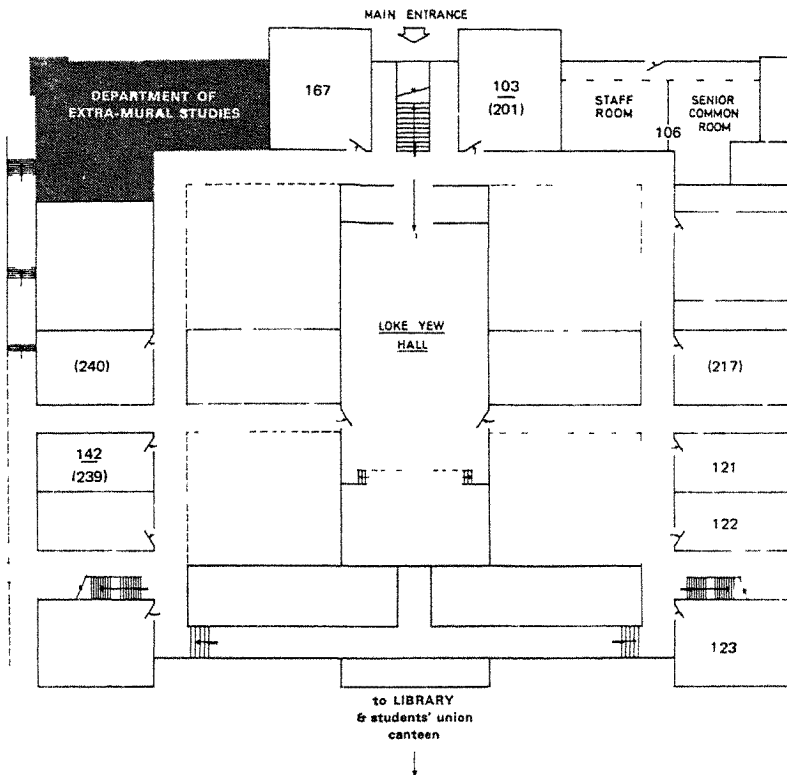 MAIN ENTRANCE
DEPARTMENT OF
EXTRA-MURAL STUDIES
167
103
(201)
STAFF
ROOM
106
SENIOR
COMMON
ROOM
LOKE YEW
HALL
(240)
(217)
142
(239)
121
122
123
to LIBRARY
& students' union
canteen